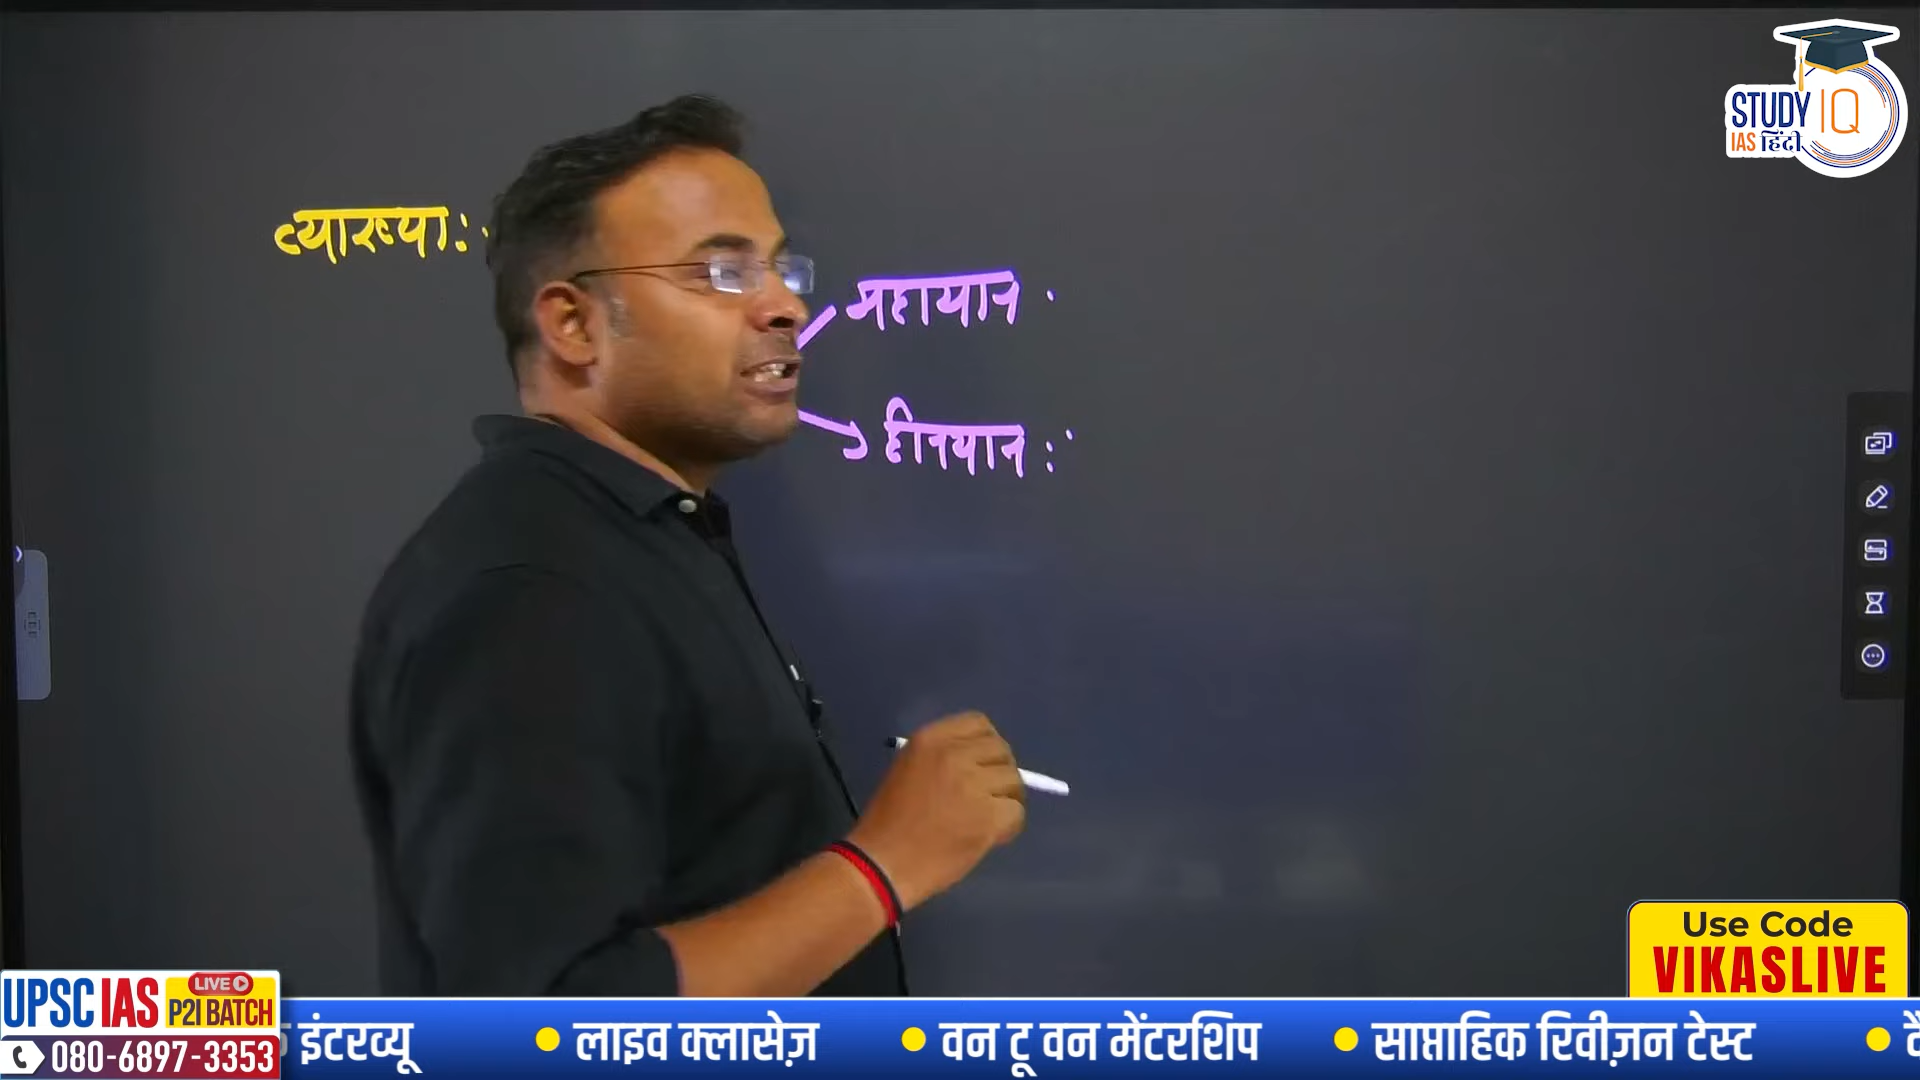 STUDY IQ
IAS हिंदी
व्याख्या :
महायान
हीनयान :
Use Code
VIKASLIVE
UPSC IAS LIVE
P2I BATCH
080-6897-3353
इंटरव्यू • लाइव क्लासेज़ • वन टू वन मेंटरशिप • साप्ताहिक रिवीज़न टेस्ट •